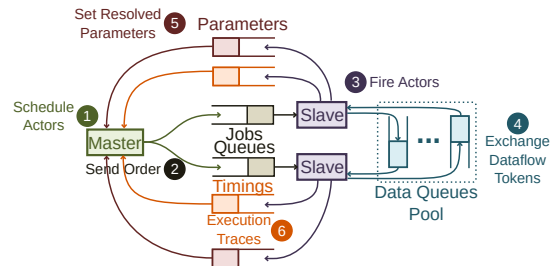 Set Resolved
Parameters
5
Parameters
3 Fire Actors
Schedule
Actors
1
Slave
4
Exchange
Dataflow
Tokens
Master
Jobs
Queues
...
Send Order 2
Slave
Timings
Data Queues
Pool
Execution
Traces
6